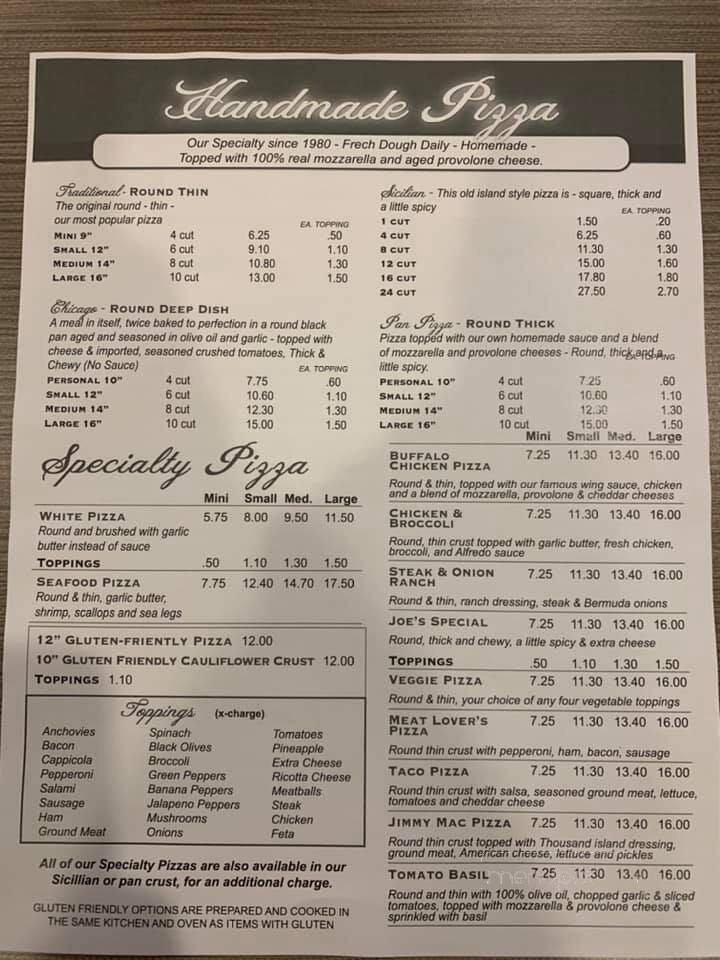 Handmade Pizza
Our Specialty since 1980 - Frech Dough Daily - Homemade -
Topped with 100% real mozzarella and aged provolone cheese.
Traditional - ROUND THIN
The original round - thin -
our most popular pizza
EA. TOPPING
MINI 9" 4 cut 6.25 .50
SMALL 12" 6 cut 9.10 1.10
MEDIUM 14" 8 cut 10.80 1.30
LARGE 16" 10 cut 13.00 1.50
Chicago - ROUND DEEP DISH
A meal in itself, twice baked to perfection in a round black
pan aged and seasoned in olive oil and garlic - topped with
cheese & imported, seasoned crushed tomatoes, Thick &
Chewy (No Sauce)
EA. TOPPING
PERSONAL 10" 4 cut 7.75 .60
SMALL 12" 6 cut 10.60 1.10
MEDIUM 14" 8 cut 12.30 1.30
LARGE 16" 10 cut 15.00 1.50
Specialty Pizza
Mini Small Med. Large
WHITE PIZZA 5.75 8.00 9.50 11.50
Round and brushed with garlic
butter instead of sauce
TOPPINGS .50 1.10 1.30 1.50
SEAFOOD PIZZA 7.75 12.40 14.70 17.50
Round & thin, garlic butter,
shrimp, scallops and sea legs
12" GLUTEN-FRIENTLY PIZZA 12.00
10" GLUTEN FRIENDLY CAULIFLOWER CRUST 12.00
TOPPINGS 1.10
Toppings (x-charge)
Anchovies
Bacon
Cappicola
Pepperoni
Salami
Sausage
Ham
Ground Meat
Spinach
Black Olives
Broccoli
Green Peppers
Banana Peppers
Jalapeno Peppers
Mushrooms
Onions
Tomatoes
Pineapple
Extra Cheese
Ricotta Cheese
Meatballs
Steak
Chicken
Feta
All of our Specialty Pizzas are also available in our
Sicillian or pan crust, for an additional charge.
GLUTEN FRIENDLY OPTIONS ARE PREPARED AND COOKED IN
THE SAME KITCHEN AND OVEN AS ITEMS WITH GLUTEN
Sicilian - This old island style pizza is - square, thick and
a little spicy
EA. TOPPING
1 CUT 1.50 .20
4 CUT 6.25 .60
8 CUT 11.30 1.30
12 CUT 15.00 1.60
16 CUT 17.80 1.80
24 CUT 27.50 2.70
Pan Pizza - ROUND THICK
Pizza topped with our own homemade sauce and a blend
of mozzarella and provolone cheeses - Round, thick and a
little spicy.
EA. TOPPING
PERSONAL 10" 4 cut 7.25 .60
SMALL 12" 6 cut 10.60 1.10
MEDIUM 14" 8 cut 12.30 1.30
LARGE 16" 10 cut 15.00 1.50
Mini Small Med. Large
BUFFALO 7.25 11.30 13.40 16.00
CHICKEN PIZZA
Round & thin, topped with our famous wing sauce, chicken
and a blend of mozzarella, provolone & cheddar cheeses
CHICKEN & 7.25 11.30 13.40 16.00
BROCCOLI
Round, thin crust topped with garlic butter, fresh chicken,
broccoli, and Alfredo sauce
STEAK & ONION 7.25 11.30 13.40 16.00
RANCH
Round & thin, ranch dressing, steak & Bermuda onions
JOE'S SPECIAL 7.25 11.30 13.40 16.00
Round, thick and chewy, a little spicy & extra cheese
TOPPINGS .50 1.10 1.30 1.50
VEGGIE PIZZA 7.25 11.30 13.40 16.00
Round & thin, your choice of any four vegetable toppings
MEAT LOVER'S 7.25 11.30 13.40 16.00
PIZZA
Round thin crust with pepperoni, ham, bacon, sausage
TACO PIZZA 7.25 11.30 13.40 16.00
Round thin crust with salsa, seasoned ground meat, lettuce,
tomatoes and cheddar cheese
JIMMY MAC PIZZA 7.25 11.30 13.40 16.00
Round thin crust topped with Thousand island dressing,
ground meat, American cheese, lettuce and pickles
TOMATO BASIL 7.25 11.30 13.40 16.00
Round and thin with 100% olive oil, chopped garlic & sliced
tomatoes, topped with mozzarella & provolone cheese &
sprinkled with basil